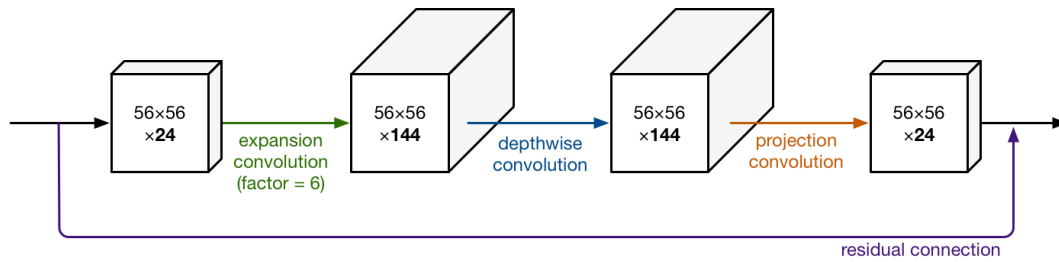 56×56
×24
expansion
convolution
(factor = 6)
56×56
×144
depthwise
convolution
56×56
×144
projection
convolution
56×56
×24
residual connection